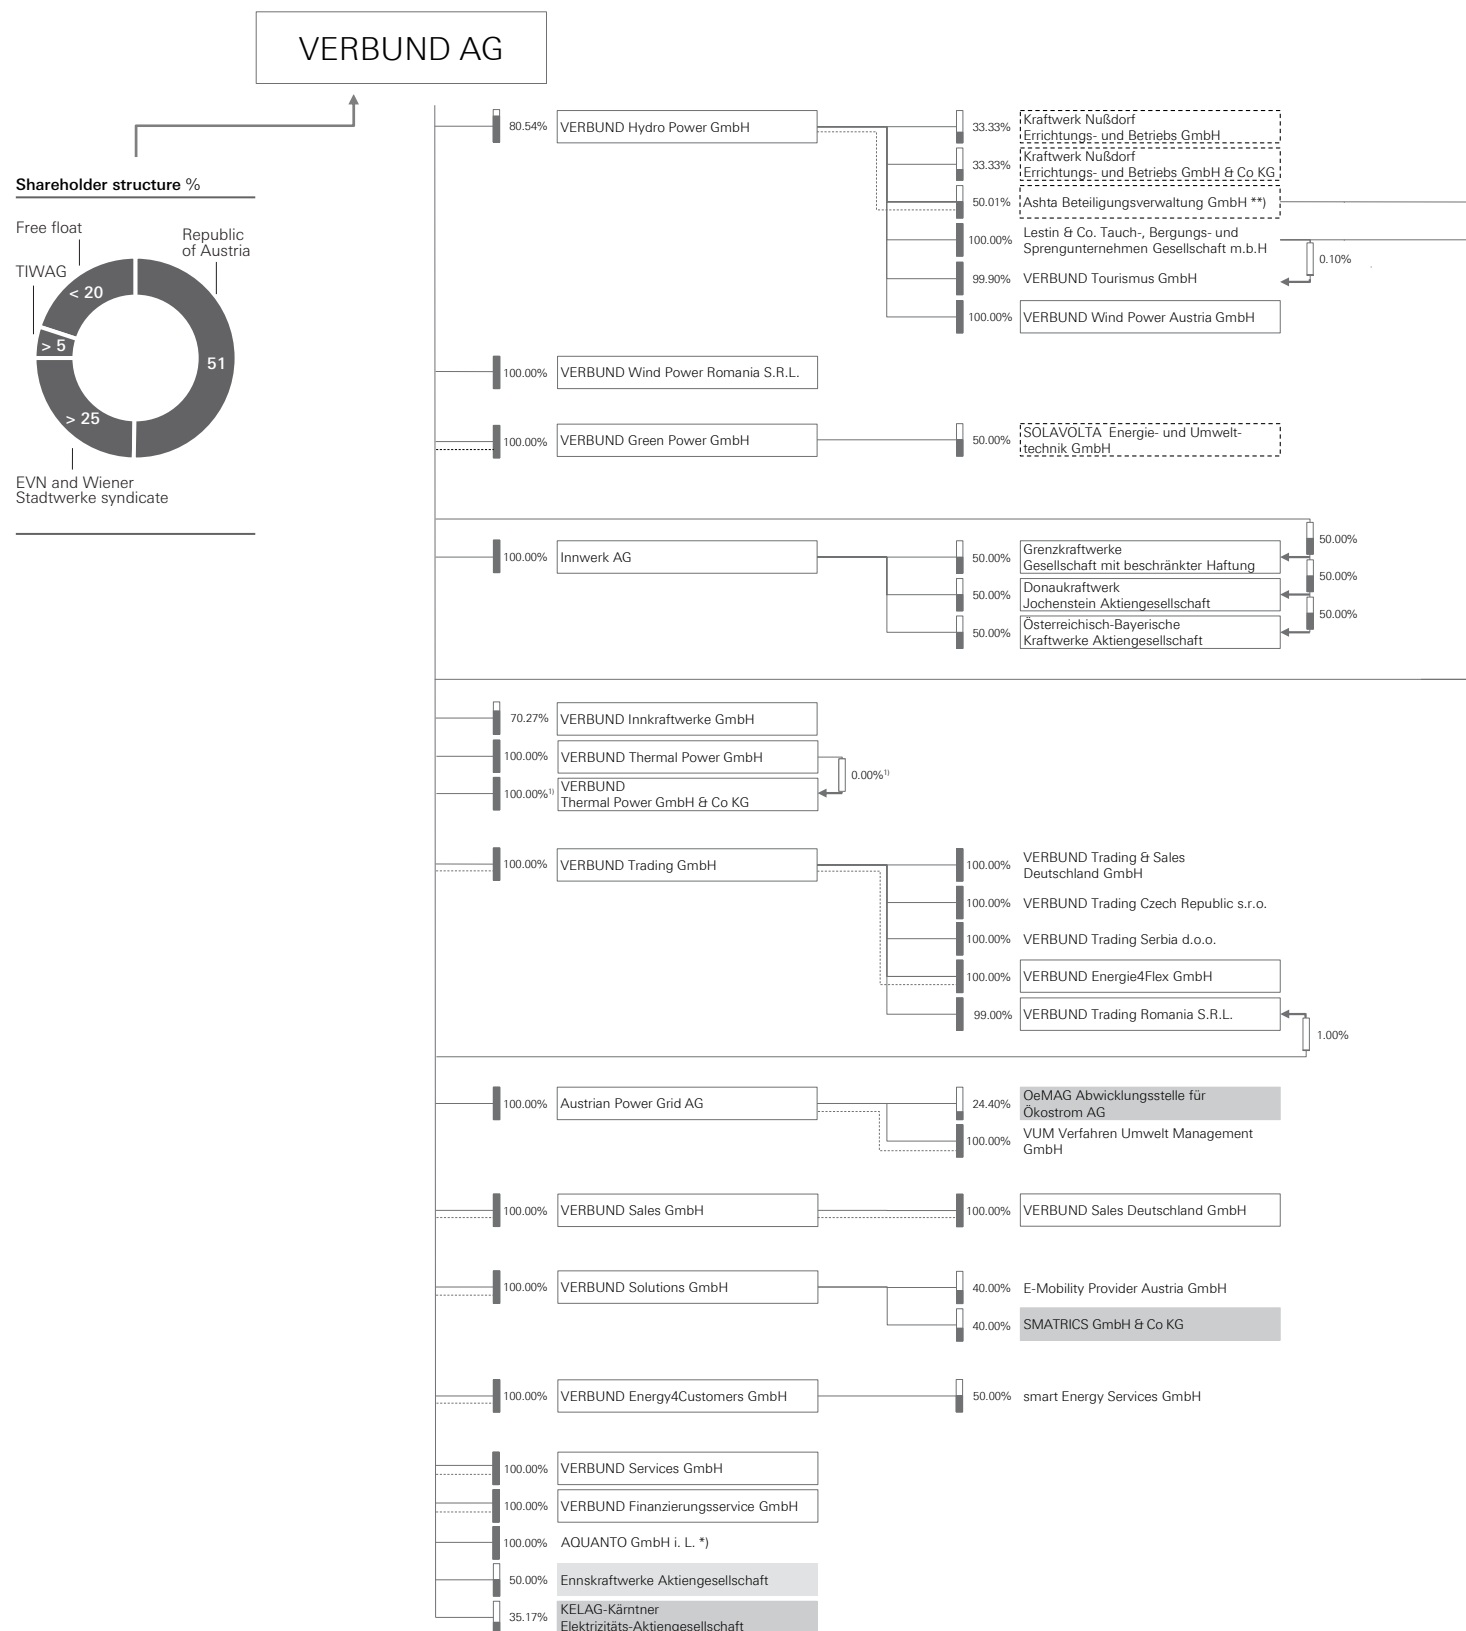 VERBUND AG
Shareholder structure %
Free float
Republic
of Austria
TIWAG
< 20
> 5
51
> 25
EVN and Wiener
Stadtwerke syndicate
80.54%
VERBUND Hydro Power GmbH
33.33%
Kraftwerk Nußdorf
Errichtungs- und Betriebs GmbH
33.33%
Kraftwerk Nußdorf
Errichtungs- und Betriebs GmbH & Co KG
50.01%
Ashta Beteiligungsverwaltung GmbH **)
100.00%
Lestin & Co. Tauch-, Bergungs- und
Sprengunternehmen Gesellschaft m.b.H
0.10%
99.90%
VERBUND Tourismus GmbH
100.00%
VERBUND Wind Power Austria GmbH
100.00%
VERBUND Wind Power Romania S.R.L.
100.00%
VERBUND Green Power GmbH
50.00%
SOLAVOLTA Energie- und Umwelt-
technik GmbH
50.00%
100.00%
Innwerk AG
50.00%
Grenzkraftwerke
Gesellschaft mit beschränkter Haftung
50.00%
50.00%
Donaukraftwerk
Jochenstein Aktiengesellschaft
50.00%
50.00%
Österreichisch-Bayerische
Kraftwerke Aktiengesellschaft
70.27%
VERBUND Innkraftwerke GmbH
100.00%
VERBUND Thermal Power GmbH
0.00%1)
100.00%1)
VERBUND
Thermal Power GmbH & Co KG
100.00%
VERBUND Trading GmbH
100.00%
VERBUND Trading & Sales
Deutschland GmbH
100.00%
VERBUND Trading Czech Republic s.r.o.
100.00%
VERBUND Trading Serbia d.o.o.
100.00%
VERBUND Energie4Flex GmbH
99.00%
VERBUND Trading Romania S.R.L.
1.00%
100.00%
Austrian Power Grid AG
24.40%
OeMAG Abwicklungsstelle für
Ökostrom AG
100.00%
VUM Verfahren Umwelt Management
GmbH
100.00%
VERBUND Sales GmbH
100.00%
VERBUND Sales Deutschland GmbH
100.00%
VERBUND Solutions GmbH
40.00%
E-Mobility Provider Austria GmbH
40.00%
SMATRICS GmbH & Co KG
100.00%
VERBUND Energy4Customers GmbH
50.00%
smart Energy Services GmbH
100.00%
VERBUND Services GmbH
100.00%
VERBUND Finanzierungsservice GmbH
100.00%
AQUANTO GmbH i. L. *)
50.00%
Ennskraftwerke Aktiengesellschaft
35.17%
KELAG-Kärntner
Elektrizitäts-Aktiengesellschaft